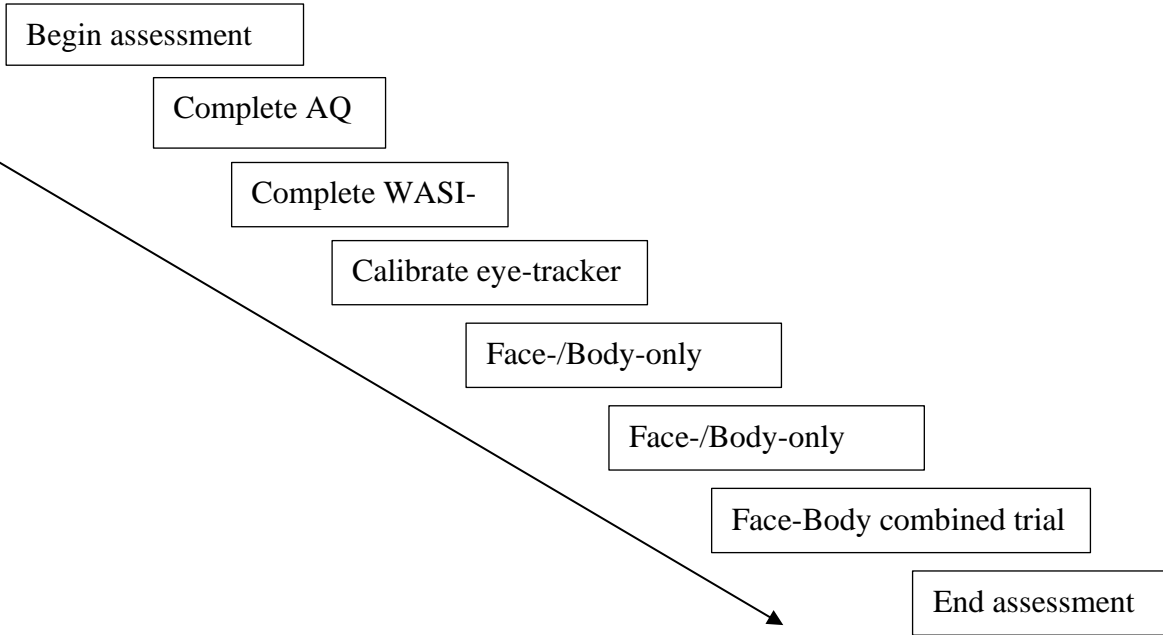 Begin assessment
Complete AQ
Complete WASI-
Calibrate eye-tracker
Face-/Body-only
Face-/Body-only
Face-Body combined trial
End assessment